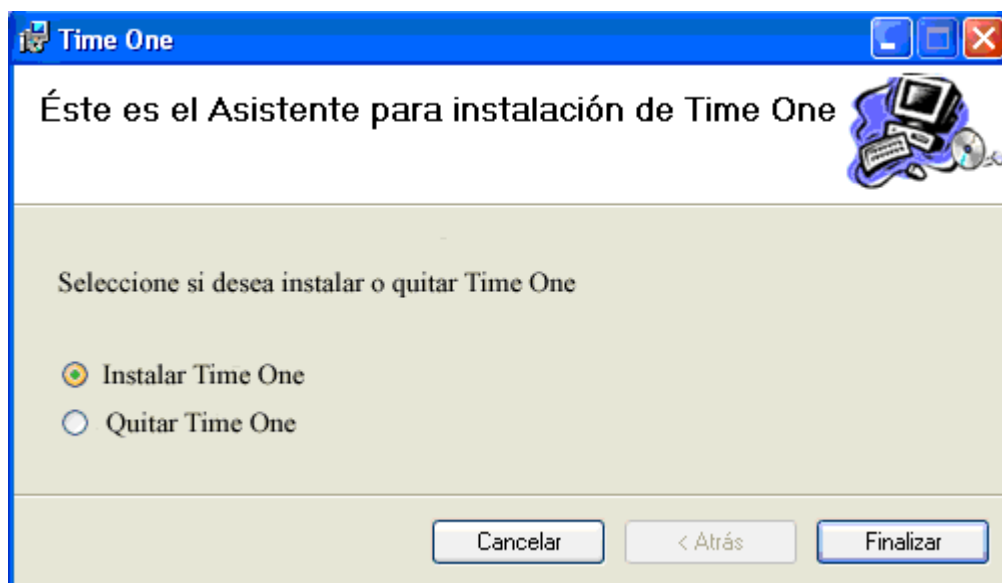 Time One
Éste es el Asistente para instalación de Time One
Seleccione si desea instalar o quitar Time One
Instalar Time One
Quitar Time One
Cancelar
< Atrás
Finalizar